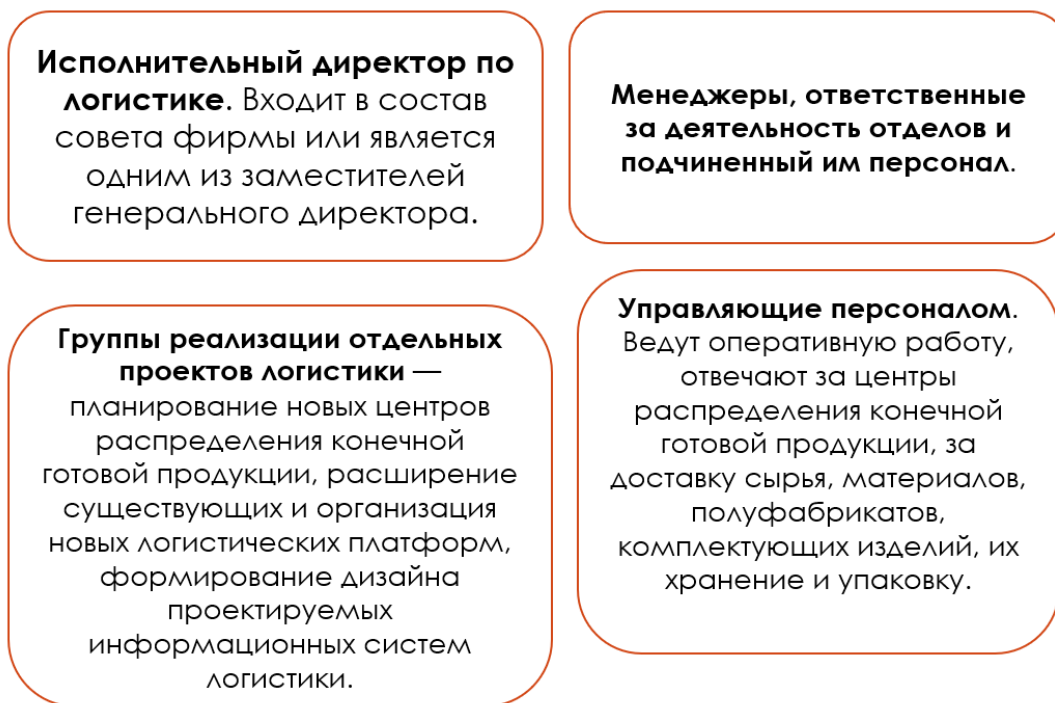 Исполнительный директор по
логистике. Входит в состав
совета фирмы или является
одним из заместителей
генерального директора.
Менеджеры, ответственные
за деятельность отделов и
подчиненный им персонал.
Группы реализации отдельных
проектов логистики —
планирование новых центров
распределения конечной
готовой продукции, расширение
существующих и организация
новых логистических платформ,
формирование дизайна
проектируемых
информационных систем
логистики.
Управляющие персоналом.
Ведут оперативную работу,
отвечают за центры
распределения конечной
готовой продукции, за
доставку сырья, материалов,
полуфабрикатов,
комплектующих изделий, их
хранение и упаковку.